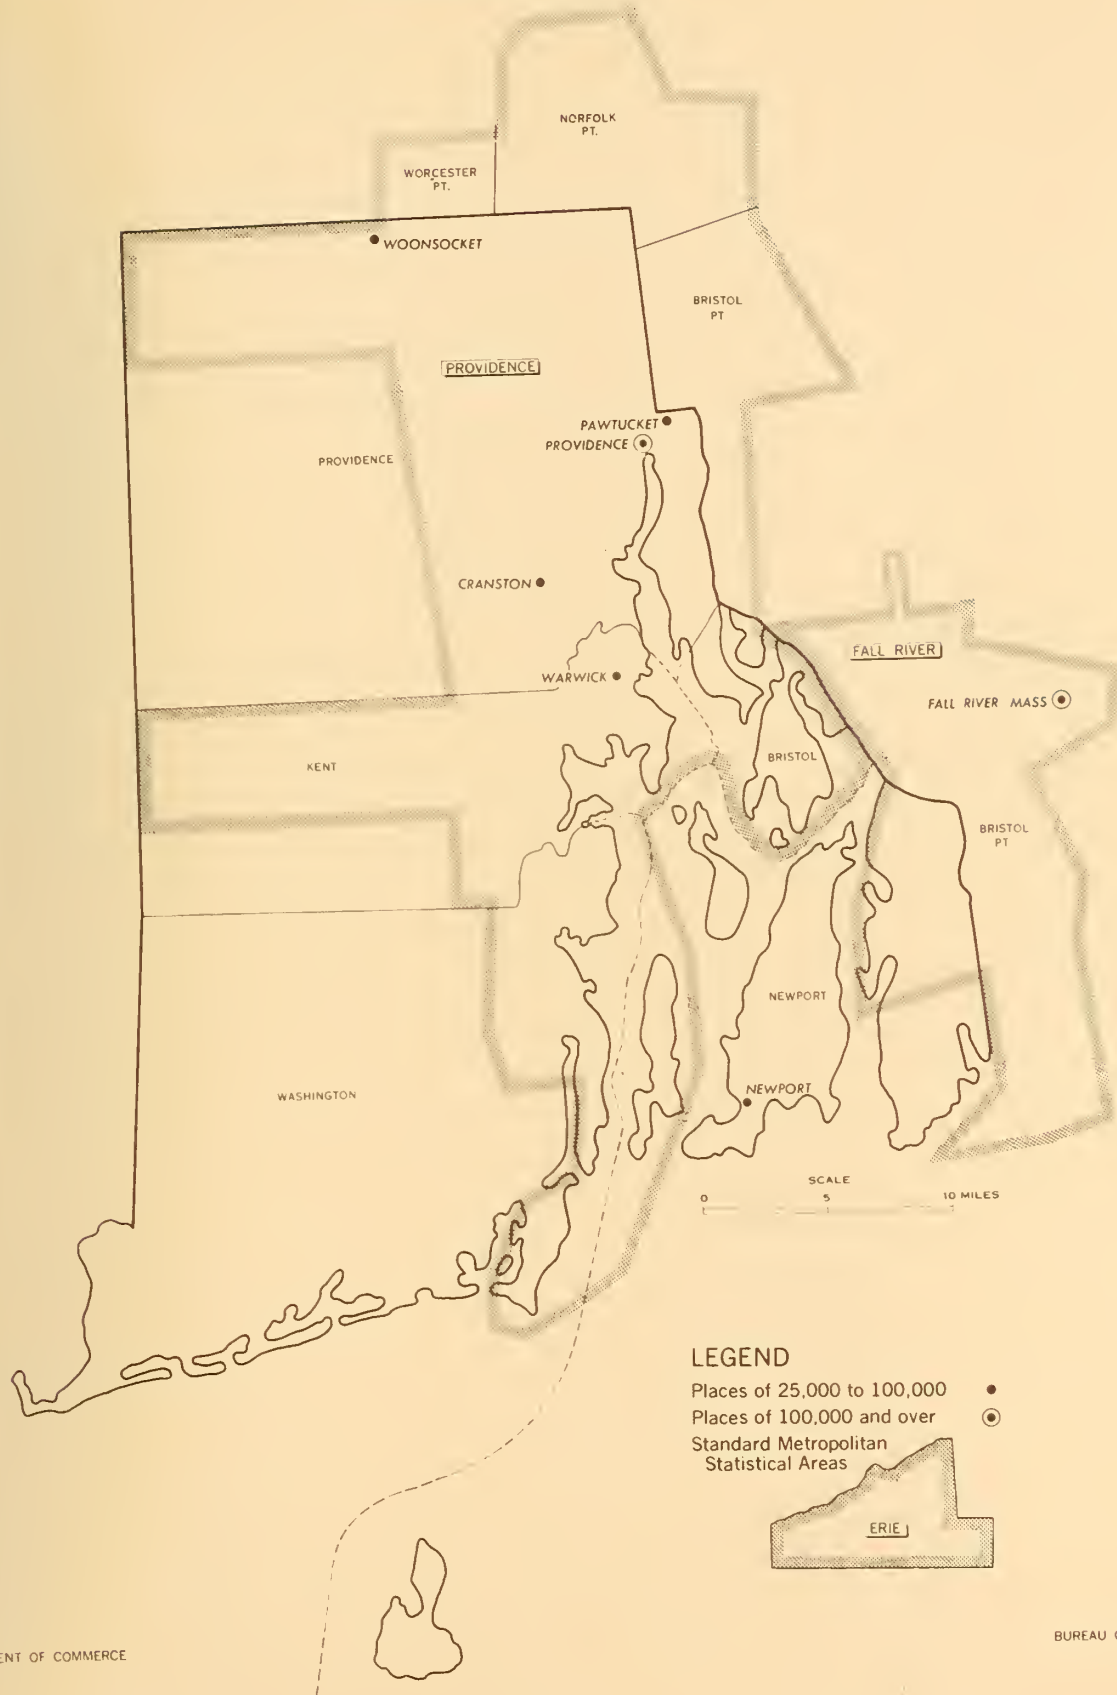 NORFOLK
PT.
WORCESTER
PT.
WOONSOCKET
BRISTOL
PT
PROVIDENCE
PAWTUCKET
PROVIDENCE
PROVIDENCE
CRANSTON
FALL RIVER
WARWICK
FALL RIVER MASS
BRISTOL
KENT
BRISTOL
PT
NEWPORT
WASHINGTON
NEWPORT
SCALE
0 5 10 MILES
LEGEND
Places of 25,000 to 100,000
Places of 100,000 and over
Standard Metropolitan
Statistical Areas
ERIE
BUREAU
ENT OF COMMERCE